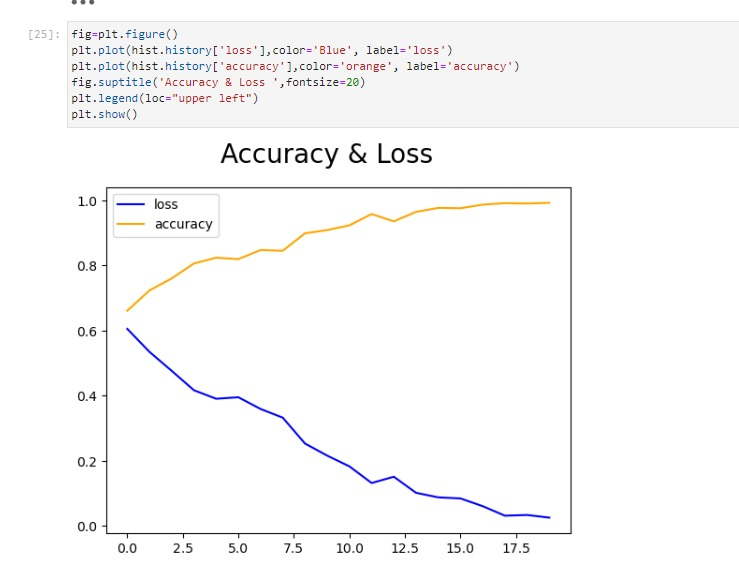 [25]: fig=plt.figure()
plt.plot(hist.history['loss'],color='Blue', label='loss')
plt.plot(hist.history['accuracy'],color='orange', label='accuracy')
fig.suptitle('Accuracy & Loss ',fontsize=20)
plt.legend(loc="upper left")
plt.show()
Accuracy & Loss
loss
accuracy
1.0
0.8
0.6
0.4
0.2
0.0
0.0 2.5 5.0 7.5 10.0 12.5 15.0 17.5